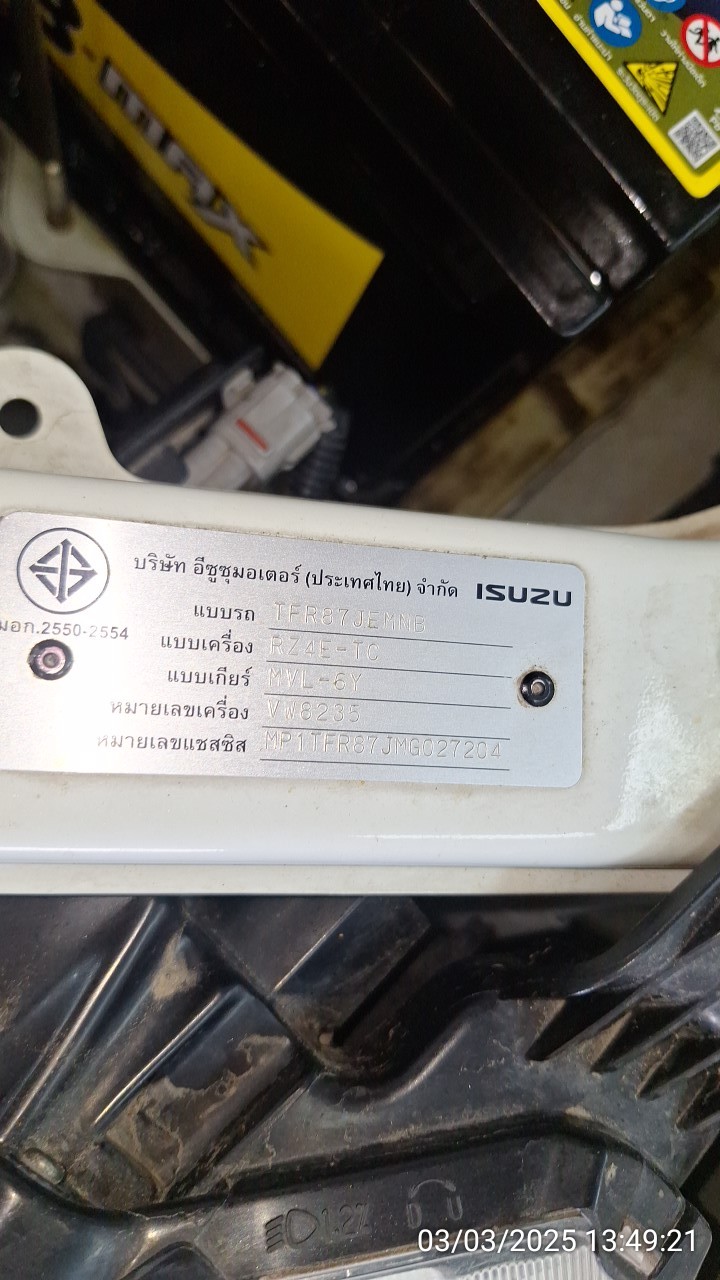 B-MAX
บริษัท อีซูซุมอเตอร์ (ประเทศไทย) จำกัด ISUZU
มอก.2550-2554
แบบรถ TFR87JEMNB
แบบเครื่อง RZ4E-TC
แบบเกียร์ MVL-6Y
หมายเลขเครื่อง VW8235
หมายเลขแชสซิส MP1TFR87JMG027204
1.2Z
03/03/2025 13:49:21